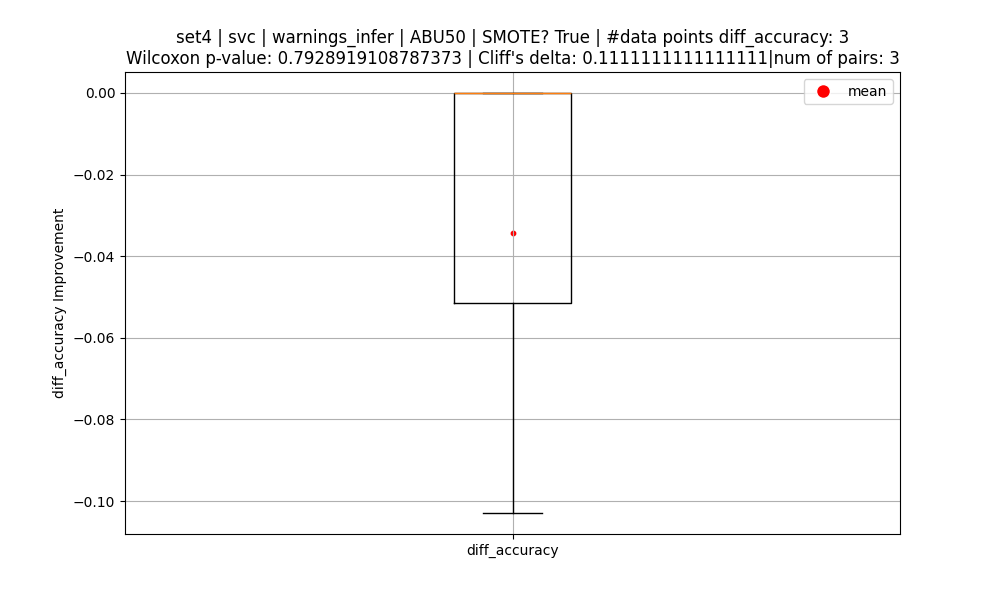 set4 | svc | warnings_infer | ABU50 | SMOTE? True | #data points diff_accuracy: 3
Wilcoxon p-value: 0.7928919108787373 | Cliff's delta: 0.1111111111111111|num of pairs: 3
mean
0.00
−0.02
−0.04
−0.06
−0.08
−0.10
diff_accuracy Improvement
diff_accuracy